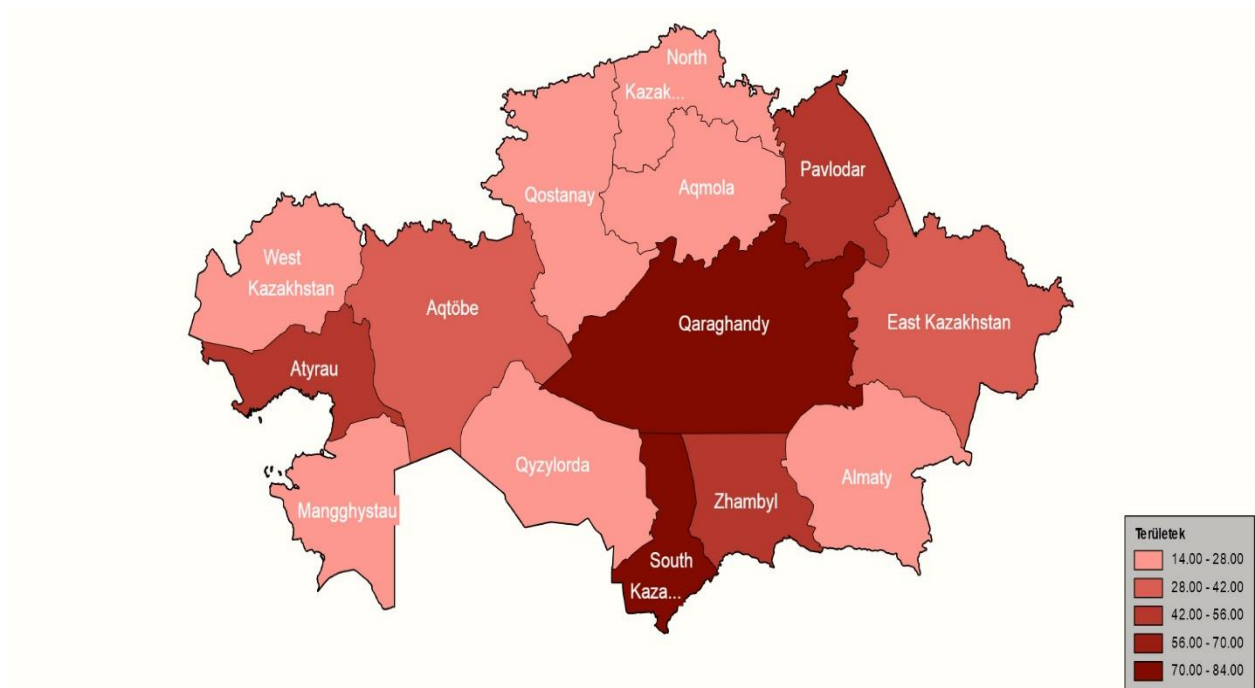 North
Kazak...
Pavlodar
Qostanay
Aqmola
West
Kazakhstan
Aqtöbe
Qaraghandy
East Kazakhstan
Atyrau
Qyzylorda
Almaty
Zhambyl
Mangghystau
South
Kaza...
Területek
14.00 - 28.00
28.00 - 42.00
42.00 - 56.00
56.00 - 70.00
70.00 - 84.00